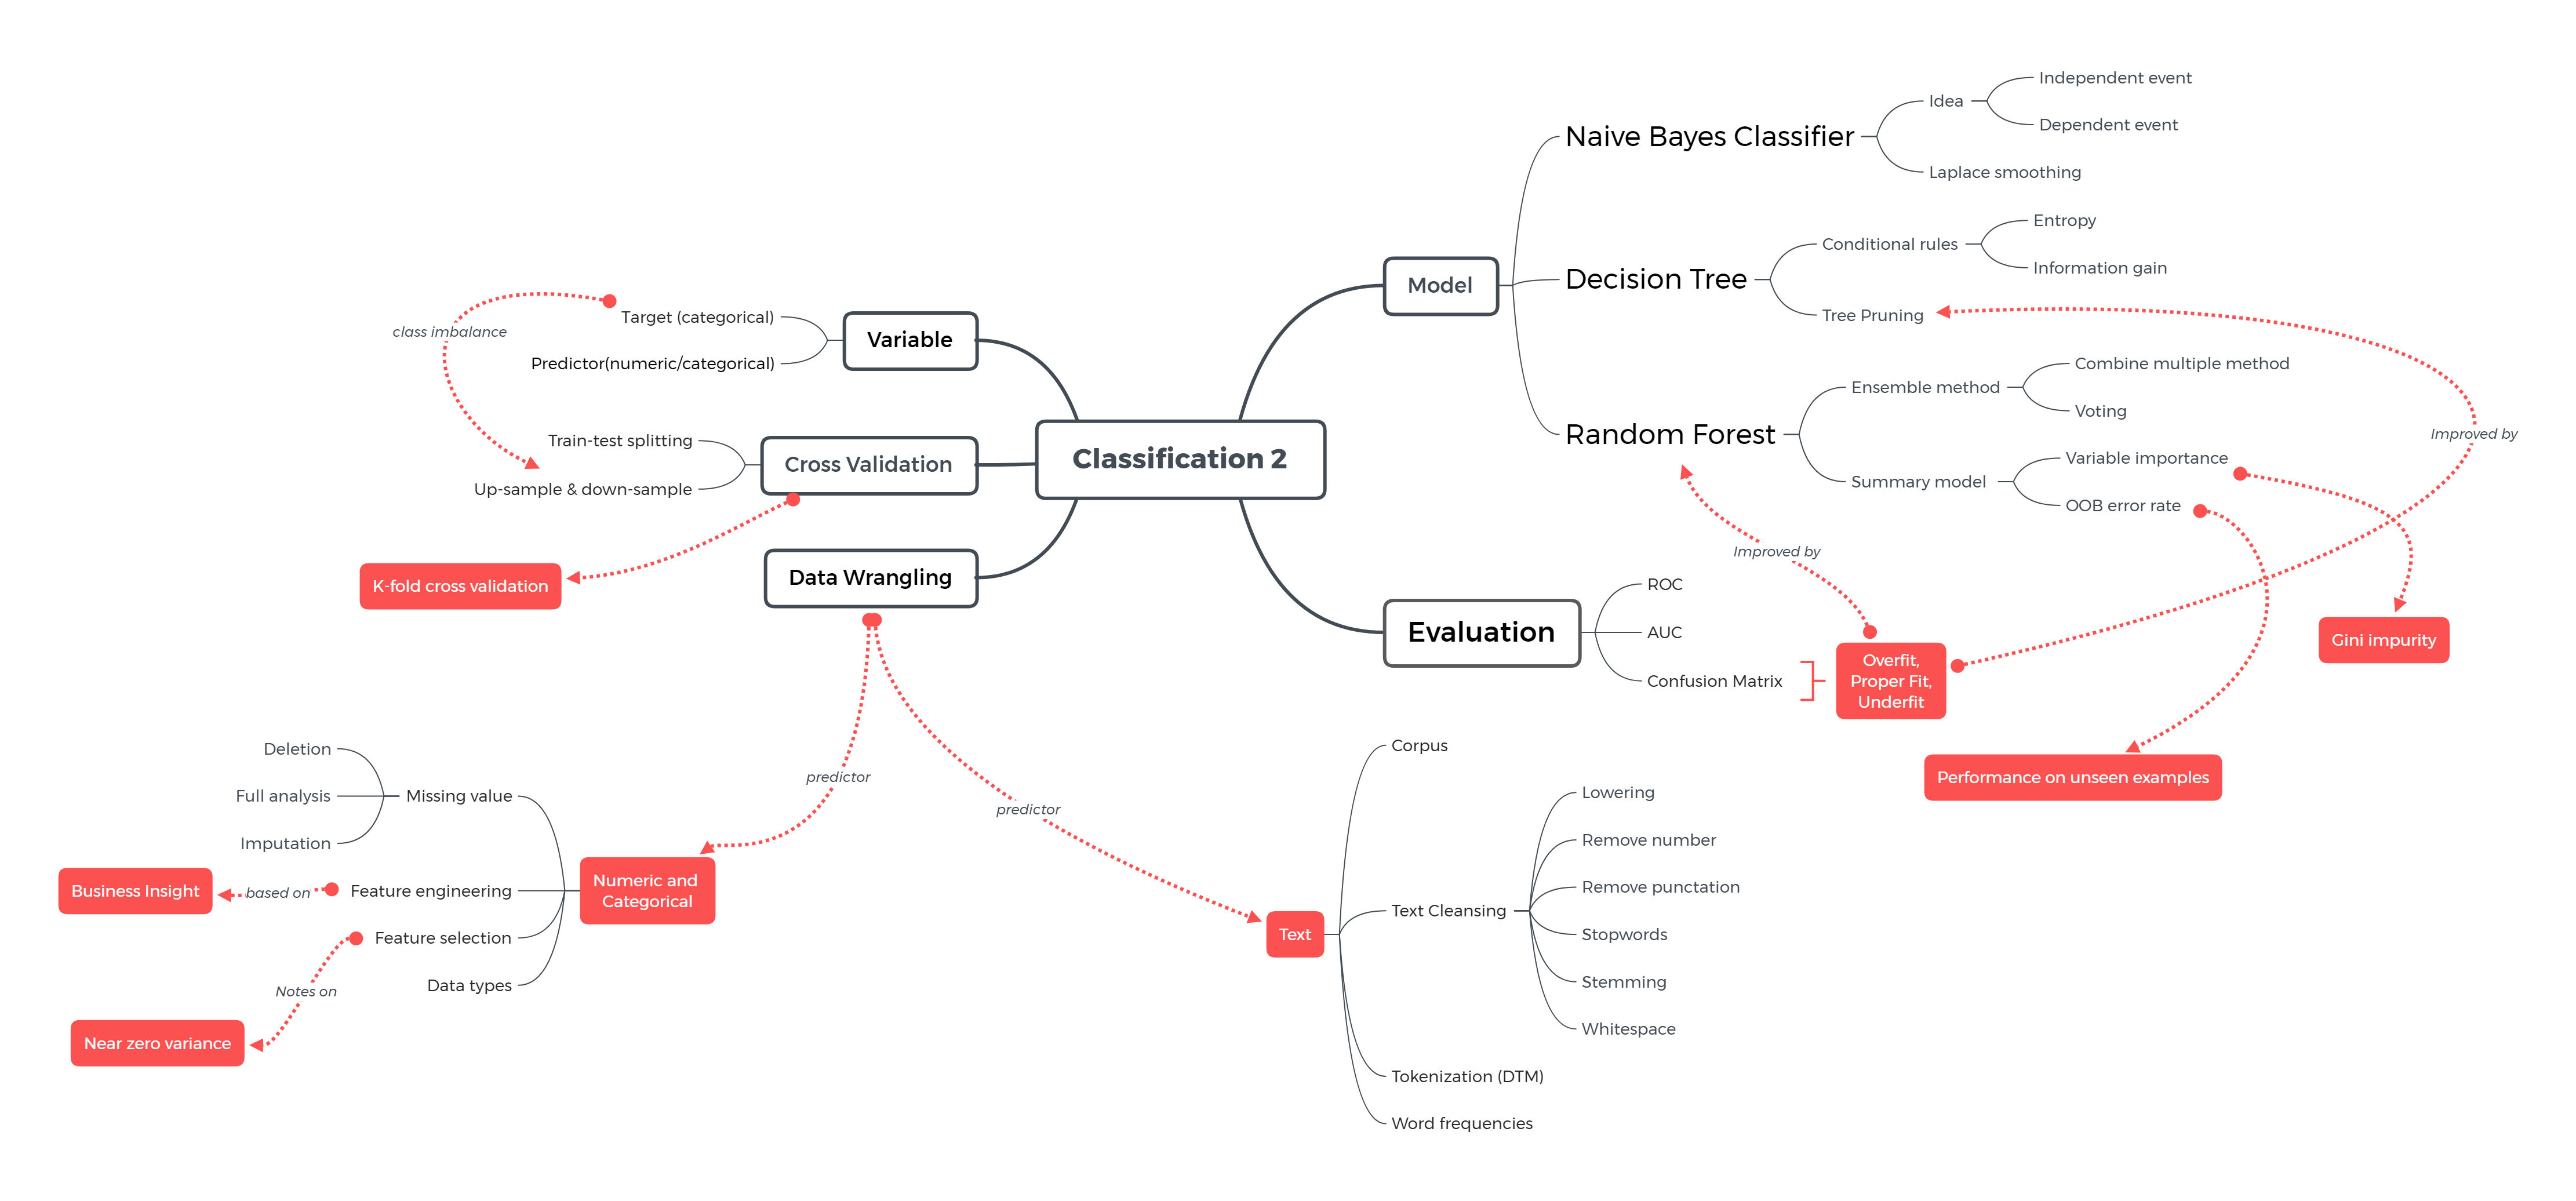 Classification 2
Model
Naive Bayes Classifier
Idea
Independent event
Dependent event
Laplace smoothing
Decision Tree
Conditional rules
Entropy
Information gain
Tree Pruning
Random Forest
Ensemble method
Combine multiple method
Voting
Summary model
Variable importance
OOB error rate
Improved by
Improved by
Gini impurity
Performance on unseen examples
Evaluation
ROC
AUC
Confusion Matrix
Overfit,
Proper Fit,
Underfit
Variable
Target (categorical)
Predictor(numeric/categorical)
class imbalance
Cross Validation
Train-test splitting
Up-sample & down-sample
K-fold cross validation
Data Wrangling
predictor
predictor
Numeric and
Categorical
Missing value
Deletion
Full analysis
Imputation
Feature engineering
based on
Business Insight
Feature selection
Notes on
Near zero variance
Data types
Text
Corpus
Text Cleansing
Lowering
Remove number
Remove punctation
Stopwords
Stemming
Whitespace
Tokenization (DTM)
Word frequencies